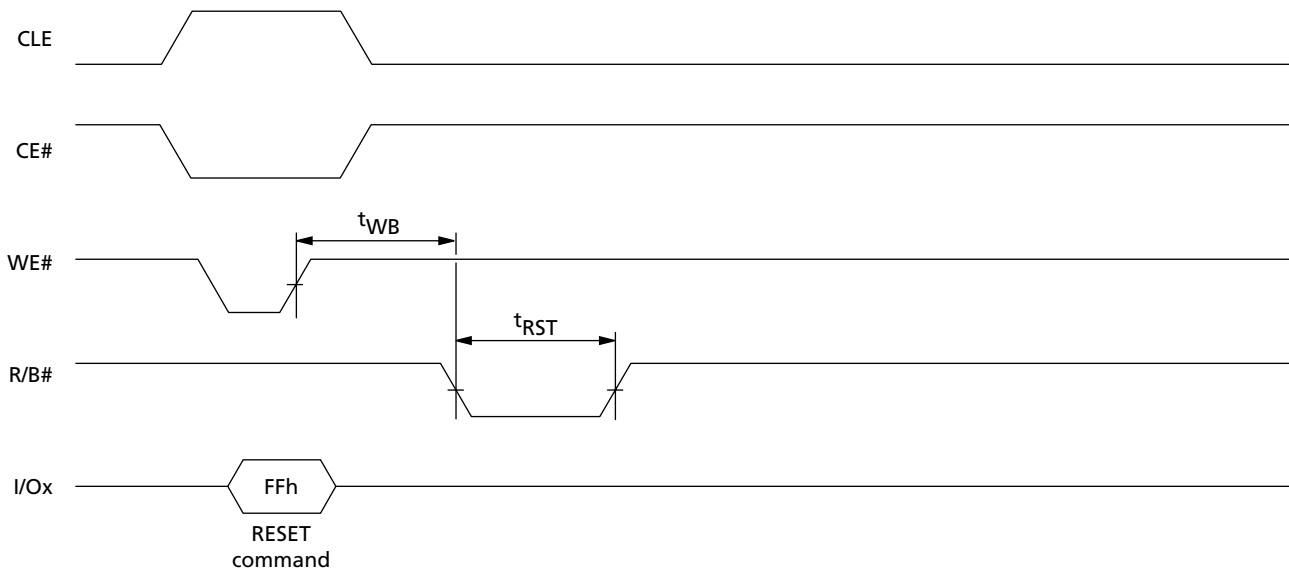 CLE
CE#
tWB
WE#
tRST
R/B#
I/Ox
FFh
RESET
command